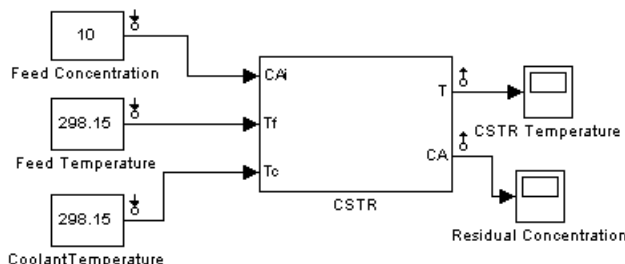 10
Feed Concentration
298.15
Feed Temperature
298.15
CoolantTemperature
CAi
Tf
Tc
T
CA
CSTR
CSTR Temperature
Residual Concentration